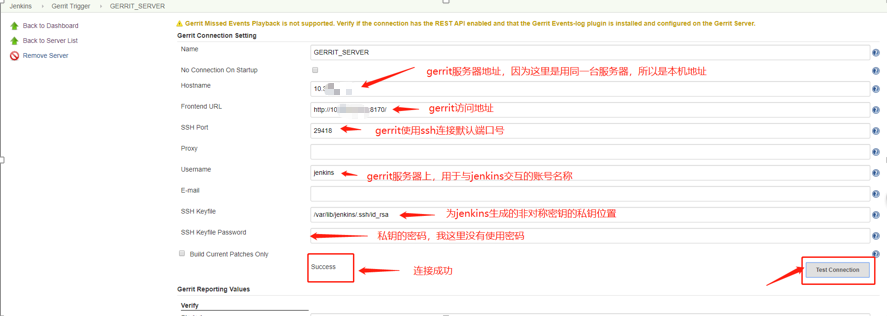 Jenkins › Gerrit Trigger › GERRIT_SERVER
Back to Dashboard
Back to Server List
Remove Server
Gerrit Missed Events Playback is not supported. Verify if the connection has the REST API enabled and that the Gerrit Events-log plugin is installed and configured on the Gerrit Server.
Gerrit Connection Setting
Name
GERRIT_SERVER
No Connection On Startup
gerrit服务器地址，因为这里是用同一台服务器，所以是本机地址
Hostname
10.
Frontend URL
http://10 :8170/
gerrit访问地址
SSH Port
29418
gerrit使用ssh连接默认端口号
Proxy
Username
jenkins
gerrit服务器上，用于与jenkins交互的账号名称
E-mail
SSH Keyfile
/var/lib/jenkins/.ssh/id_rsa
为jenkins生成的非对称密钥的私钥位置
SSH Keyfile Password
私钥的密码，我这里没有使用密码
Build Current Patches Only
Success
连接成功
Test Connection
Gerrit Reporting Values
Verify